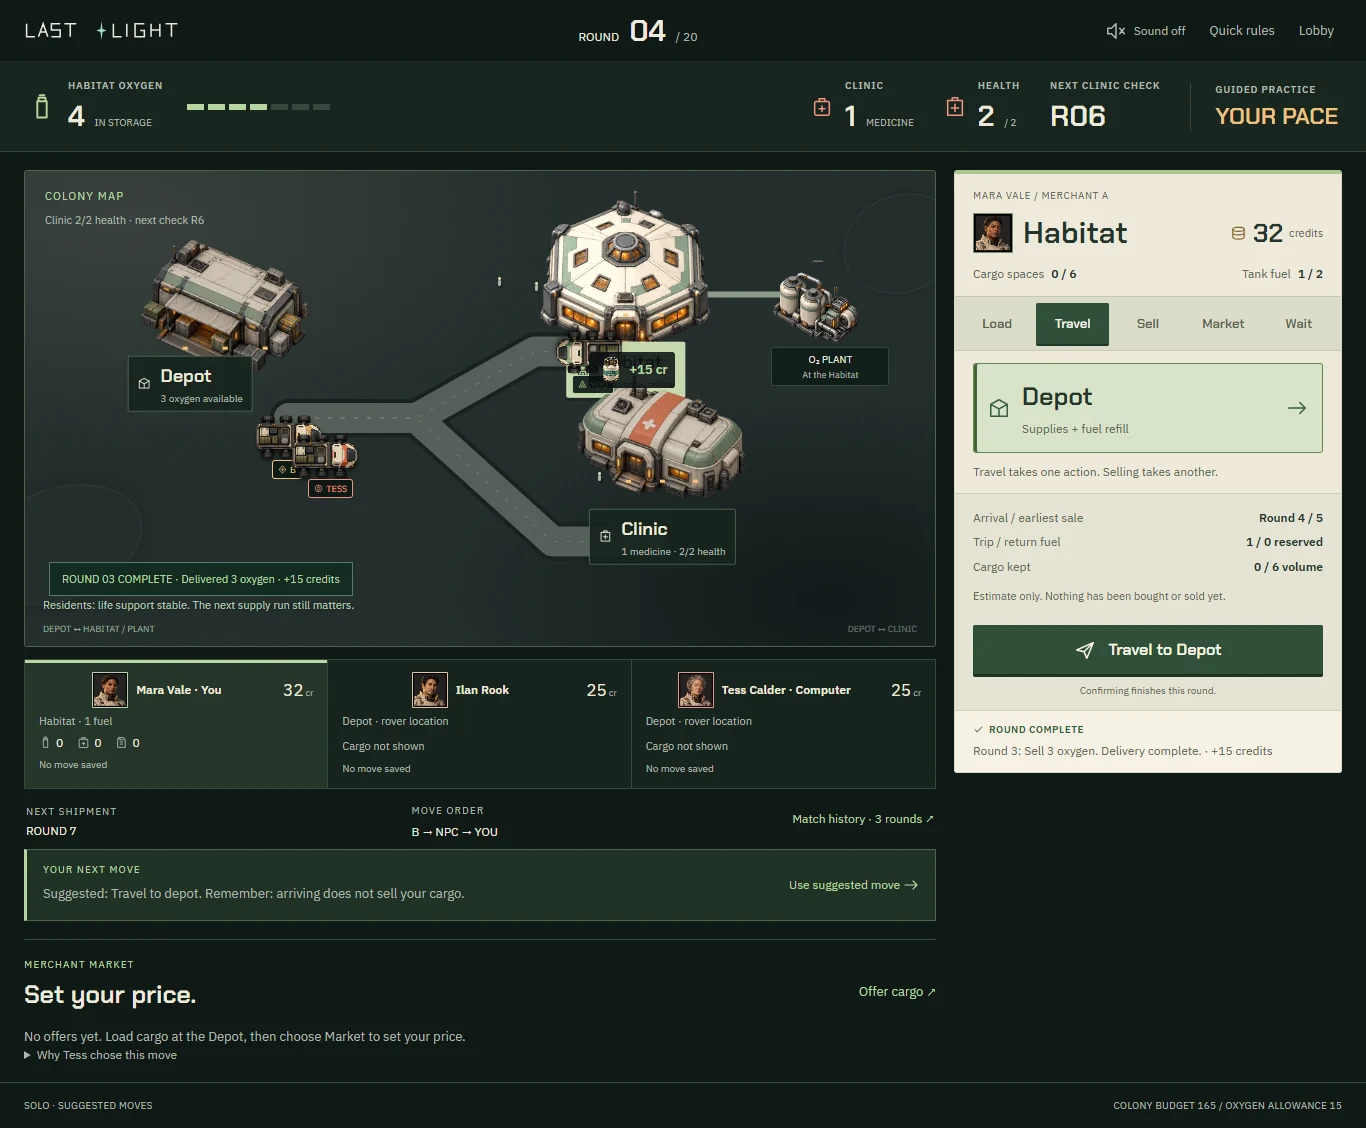 LAST LIGHT
ROUND 04 / 20
Sound off
Quick rules
Lobby
HABITAT OXYGEN
4 IN STORAGE
CLINIC
1 MEDICINE
HEALTH
2 / 2
NEXT CLINIC CHECK
R06
GUIDED PRACTICE
YOUR PACE
COLONY MAP
Clinic 2/2 health · next check R6
Depot
3 oxygen available
+15 cr
O₂ PLANT
At the Habitat
TESS
Clinic
1 medicine · 2/2 health
ROUND 03 COMPLETE · Delivered 3 oxygen · +15 credits
Residents: life support stable. The next supply run still matters.
DEPOT ↔ HABITAT / PLANT
DEPOT ↔ CLINIC
Mara Vale · You
32 cr
Habitat · 1 fuel
0 0 0
No move saved
Ilan Rook
25 cr
Depot · rover location
Cargo not shown
No move saved
Tess Calder · Computer
25 cr
Depot · rover location
Cargo not shown
No move saved
NEXT SHIPMENT
ROUND 7
MOVE ORDER
B → NPC → YOU
Match history · 3 rounds ↗
YOUR NEXT MOVE
Suggested: Travel to depot. Remember: arriving does not sell your cargo.
Use suggested move →
MERCHANT MARKET
Set your price.
Offer cargo ↗
No offers yet. Load cargo at the Depot, then choose Market to set your price.
Why Tess chose this move
MARA VALE / MERCHANT A
Habitat
32 credits
Cargo spaces 0 / 6
Tank fuel 1 / 2
Load
Travel
Sell
Market
Wait
Depot
Supplies + fuel refill
Travel takes one action. Selling takes another.
Arrival / earliest sale Round 4 / 5
Trip / return fuel 1 / 0 reserved
Cargo kept 0 / 6 volume
Estimate only. Nothing has been bought or sold yet.
Travel to Depot
Confirming finishes this round.
ROUND COMPLETE
Round 3: Sell 3 oxygen. Delivery complete. · +15 credits
SOLO · SUGGESTED MOVES
COLONY BUDGET 165 / OXYGEN ALLOWANCE 15